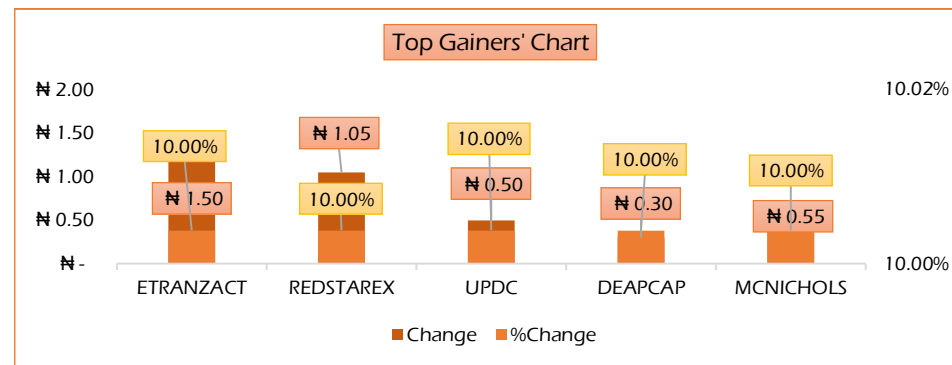 Top Gainers' Chart
₦ 2.00
₦ 1.50
₦ 1.00
₦ 0.50
₦ -
10.02%
10.00%
10.00%
₦ 1.50
₦ 1.05
10.00%
10.00%
₦ 0.50
10.00%
₦ 0.30
10.00%
₦ 0.55
ETRANZACT
REDSTAREX
UPDC
DEAPCAP
MCNICHOLS
Change
%Change